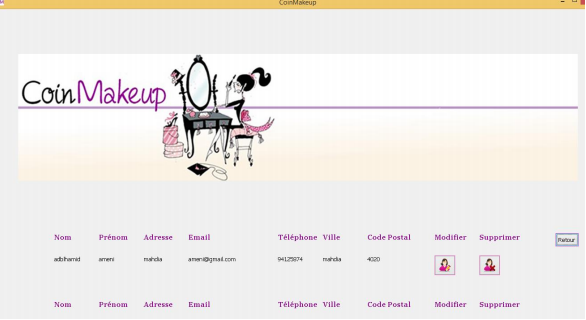 CoinMakeup
CoinMakeup
Nom Prénom Adresse Email Téléphone Ville Code Postal Modifier Supprimer Retour
adblhamid ameni mahdia ameni@gmail.com 94125874 mahdia 4020
Nom Prénom Adresse Email Téléphone Ville Code Postal Modifier Supprimer